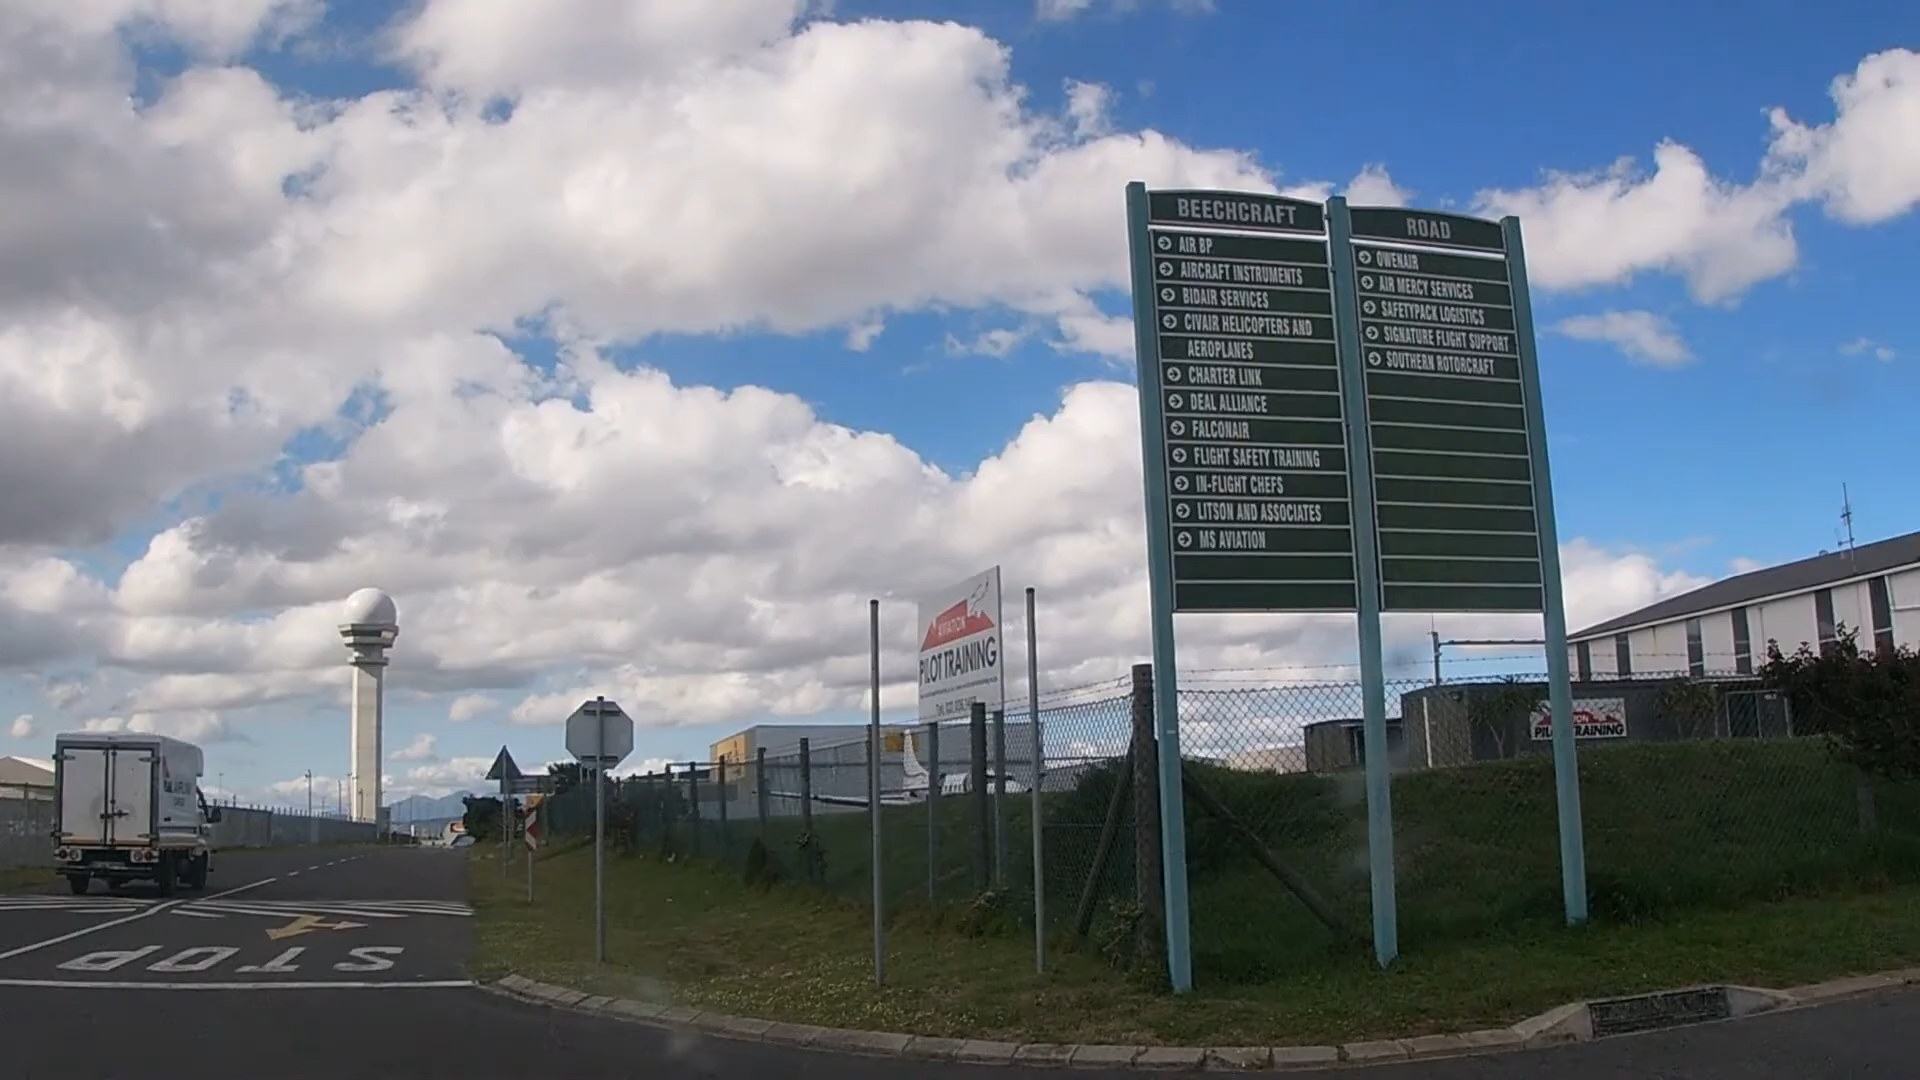 BEECHCRAFT
AIR BP
AIRCRAFT INSTRUMENTS
BIDAIR SERVICES
CIVAIR HELICOPTERS AND
AEROPLANES
CHARTER LINK
DEAL ALLIANCE
FALCONAIR
FLIGHT SAFETY TRAINING
IN-FLIGHT CHEFS
LITSON AND ASSOCIATES
MS AVIATION
ROAD
OWENAIR
AIR MERCY SERVICES
SAFETYPACK LOGISTICS
SIGNATURE FLIGHT SUPPORT
SOUTHERN ROTORCRAFT
AVIATION
PILOT TRAINING
PILOT TRAINING
STOP